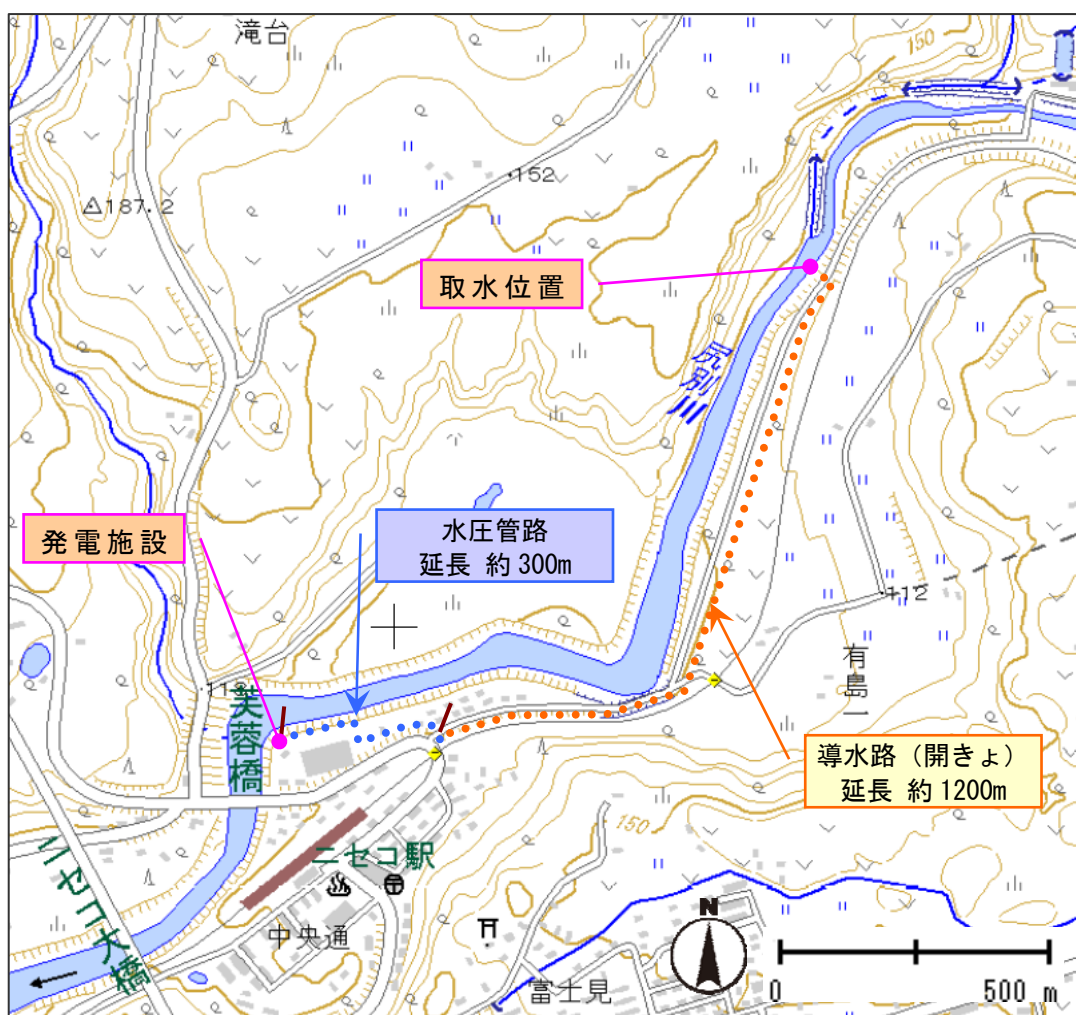 滝台
150
152
187.2
取水位置
尻別川
発電施設
水圧管路
延長 約300m
112
有島一
芙蓉橋
導水路（開きょ）
延長 約1200m
150
ニセコ駅
ニセコ大橋
中央通
富士見
N
0 500 m